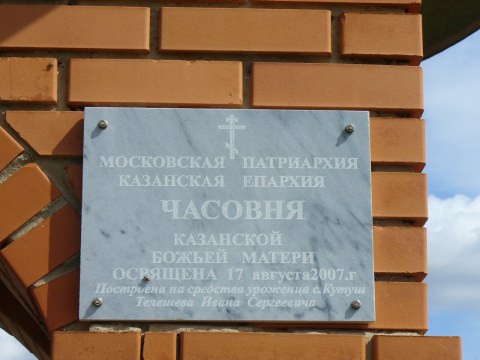 МОСКОВСКАЯ ПАТРИАРХИЯ
КАЗАНСКАЯ ЕПАРХИЯ
ЧАСОВНЯ
КАЗАНСКОЙ
БОЖЬЕЙ МАТЕРИ
ОСВЯЩЕНА 17 августа2007.г
Построена на средства уроженца с.Кутуш
Телешева Ивана Сергеевича